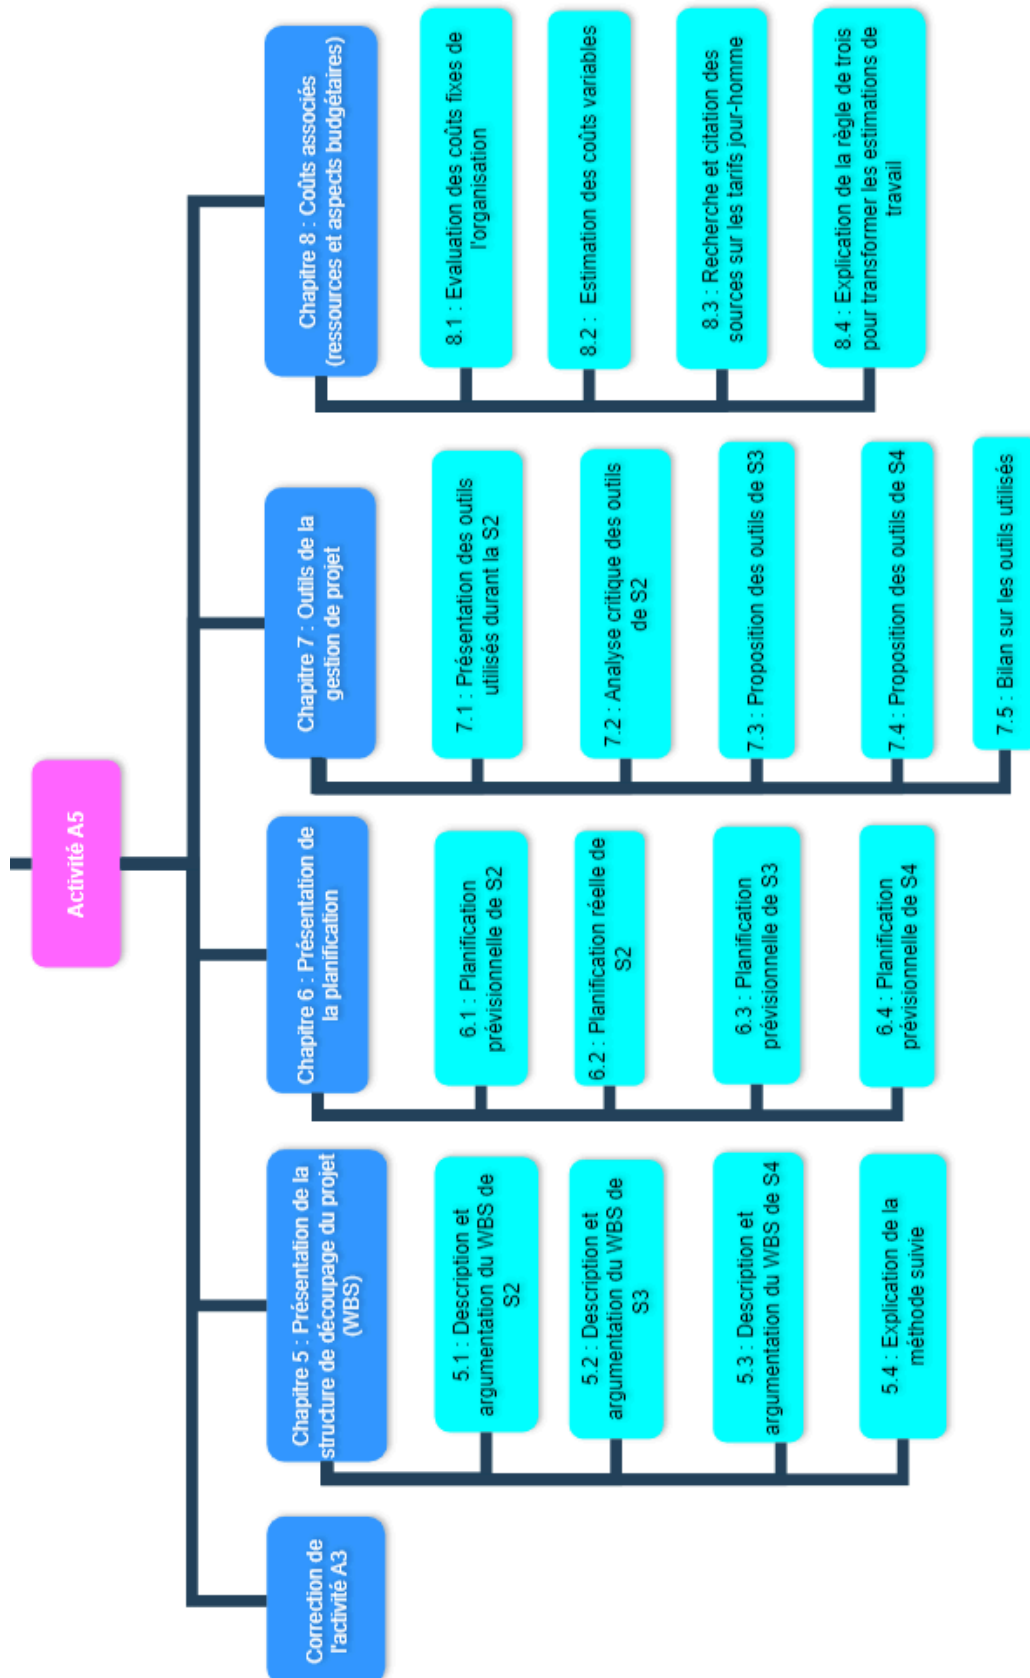 Activité A5
Correction de
l'activité A3
Chapitre 5 : Présentation de la
structure de découpage du projet
(WBS)
5.1 : Description et
argumentation du WBS de
S2
5.2 : Description et
argumentation du WBS de
S3
5.3 : Description et
argumentation du WBS de S4
5.4 : Explication de la
méthode suivie
Chapitre 6 : Présentation de
la planification
6.1 : Planification
prévisionnelle de S2
6.2 : Planification réelle de
S2
6.3 : Planification
prévisionnelle de S3
6.4 : Planification
prévisionnelle de S4
Chapitre 7 : Outils de la
gestion de projet
7.1 : Présentation des outils
utilisés durant la S2
7.2 : Analyse critique des outils
de S2
7.3 : Proposition des outils de S3
7.4 : Proposition des outils de S4
7.5 : Bilan sur les outils utilisés
Chapitre 8 : Coûts associés
(ressources et aspects budgétaires)
8.1 : Evaluation des coûts fixes de
l'organisation
8.2 : Estimation des coûts variables
8.3 : Recherche et citation des
sources sur les tarifs jour-homme
8.4 : Explication de la règle de trois
pour transformer les estimations de
travail